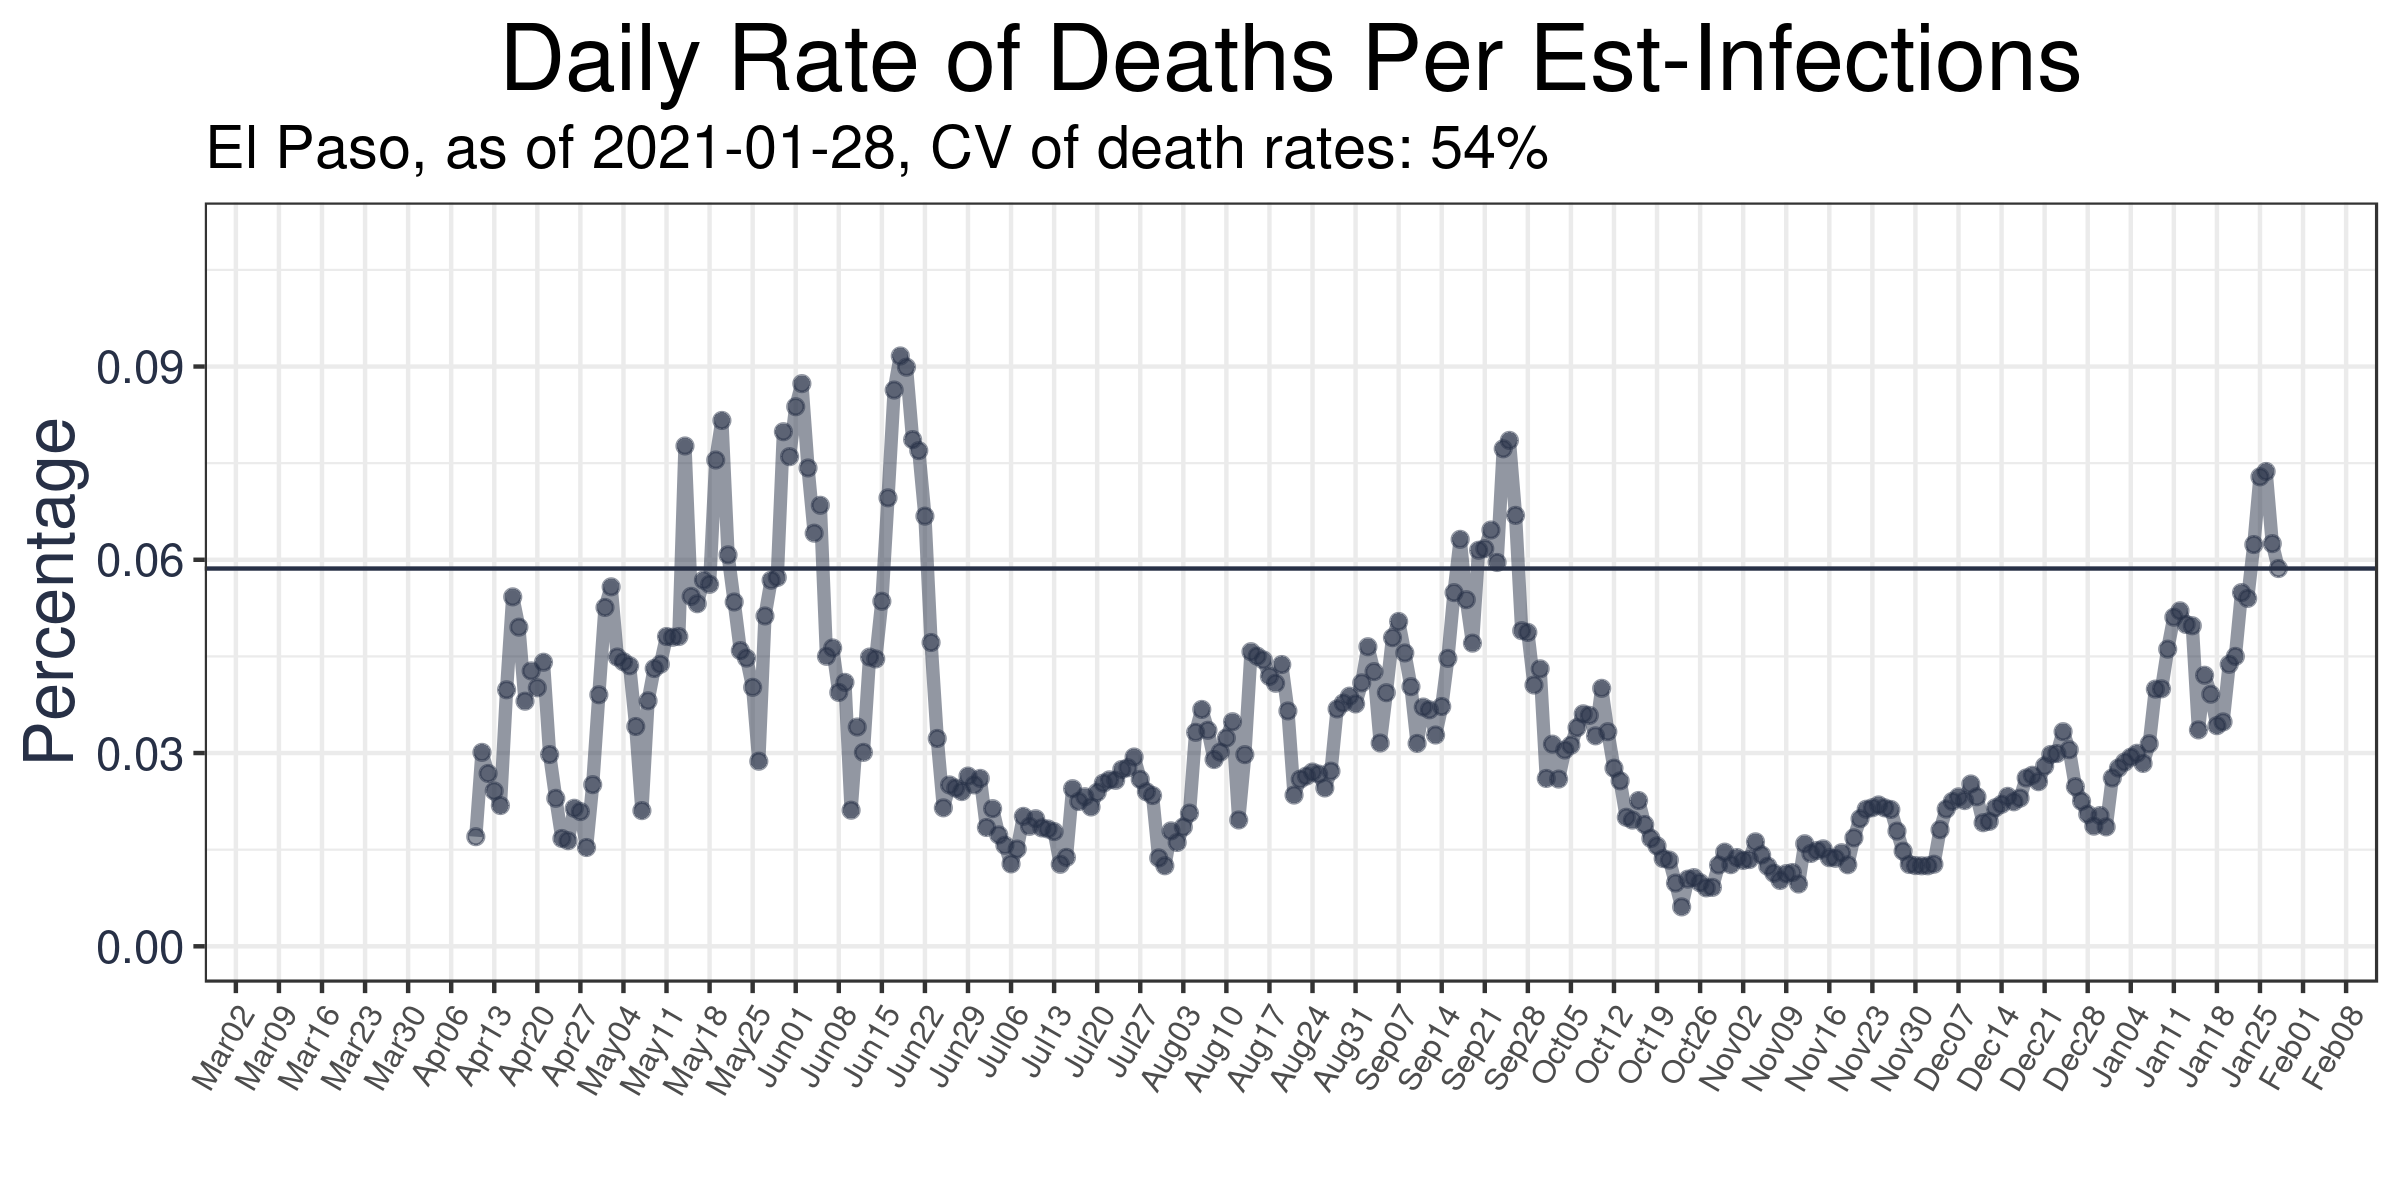 Daily Rate of Deaths Per Est-Infections
El Paso, as of 2021-01-28, CV of death rates: 54%
Percentage
0.09
0.06
0.03
0.00
Mar02 Mar09 Mar16 Mar23 Mar30 Apr06 Apr13 Apr20 Apr27 May04 May11 May18 May25 Jun01 Jun08 Jun15 Jun22 Jun29 Jul06 Jul13 Jul20 Jul27 Aug03 Aug10 Aug17 Aug24 Aug31 Sep07 Sep14 Sep21 Sep28 Oct05 Oct12 Oct19 Oct26 Nov02 Nov09 Nov16 Nov23 Nov30 Dec07 Dec14 Dec21 Dec28 Jan04 Jan11 Jan18 Jan25 Feb01 Feb08